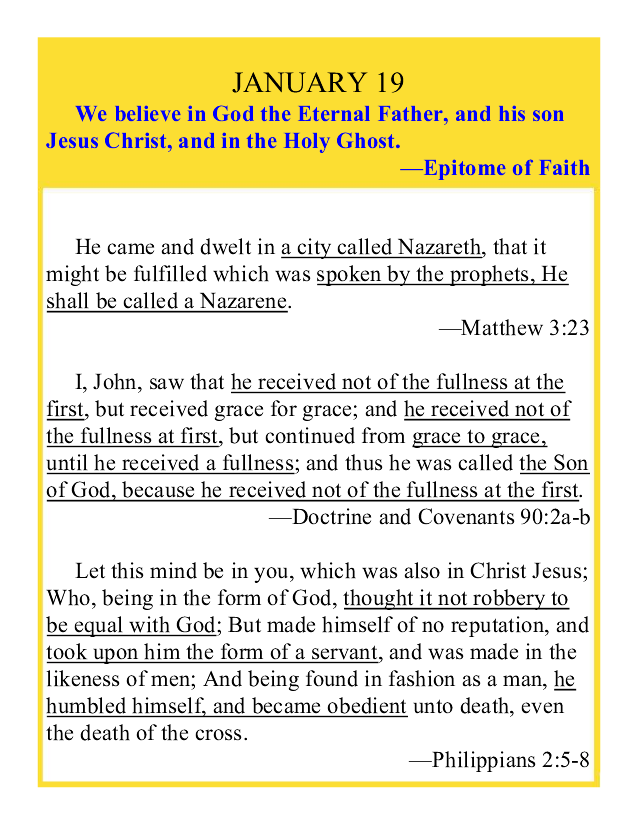 JANUARY 19
We believe in God the Eternal Father, and his son
Jesus Christ, and in the Holy Ghost.
—Epitome of Faith
He came and dwelt in a city called Nazareth, that it
might be fulfilled which was spoken by the prophets, He
shall be called a Nazarene.
—Matthew 3:23
I, John, saw that he received not of the fullness at the
first, but received grace for grace; and he received not of
the fullness at first, but continued from grace to grace,
until he received a fullness; and thus he was called the Son
of God, because he received not of the fullness at the first.
—Doctrine and Covenants 90:2a-b
Let this mind be in you, which was also in Christ Jesus;
Who, being in the form of God, thought it not robbery to
be equal with God; But made himself of no reputation, and
took upon him the form of a servant, and was made in the
likeness of men; And being found in fashion as a man, he
humbled himself, and became obedient unto death, even
the death of the cross.
—Philippians 2:5-8